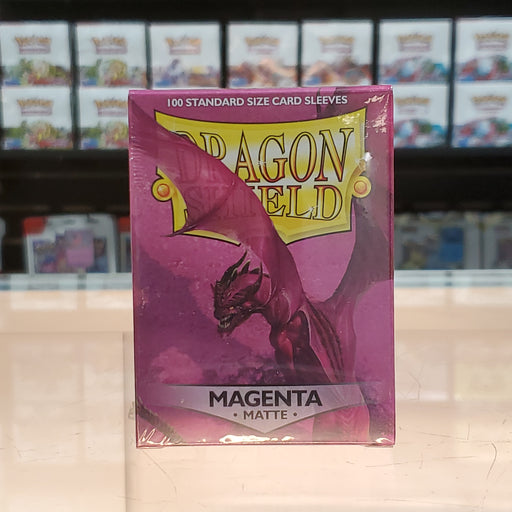 100 STANDARD SIZE CARD SLEEVES
DRAGON
SHIELD
MAGENTA
• MATTE •